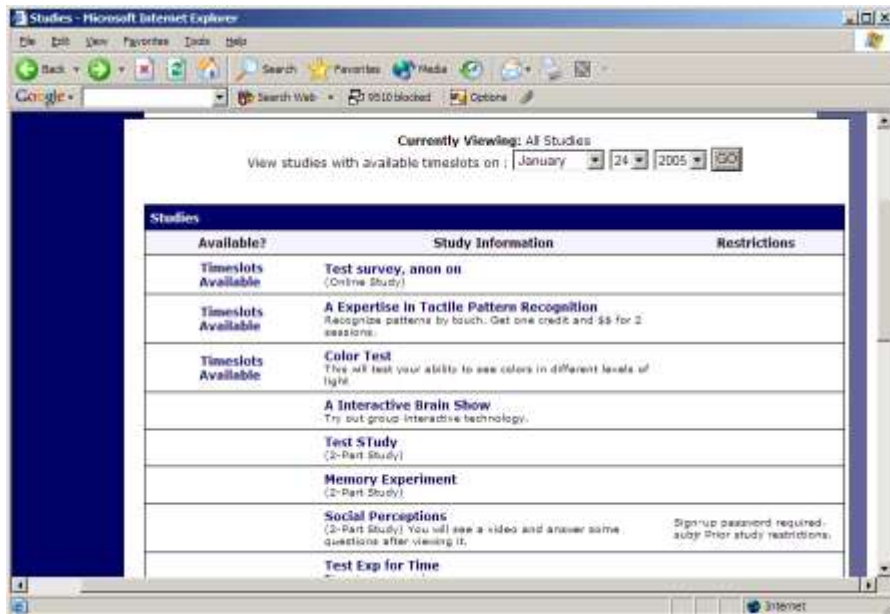 Studies - Microsoft Internet Explorer
File Edit View Favorites Tools Help
Back Search Favorites Media
Google Search Web 9510 blocked Options
Currently Viewing: All Studies
View studies with available timeslots on : January 24 2005 GO
Studies
Available? Study Information Restrictions
Timeslots Available
Test survey, anon on
(Online Study)
Timeslots Available
A Expertise in Tactile Pattern Recognition
Recognize patterns by touch. Get one credit and $$ for 2
sessions.
Timeslots Available
Color Test
This will test your ability to see colors in different levels of
light
A Interactive Brain Show
Try out group interactive technology.
Test STudy
(2-Part Study)
Memory Experiment
(2-Part Study)
Social Perceptions
(2-Part Study) You will see a video and answer some
questions after viewing it.
Sign-up password required.
subjr Prior study restrictions.
Test Exp for Time
Internet